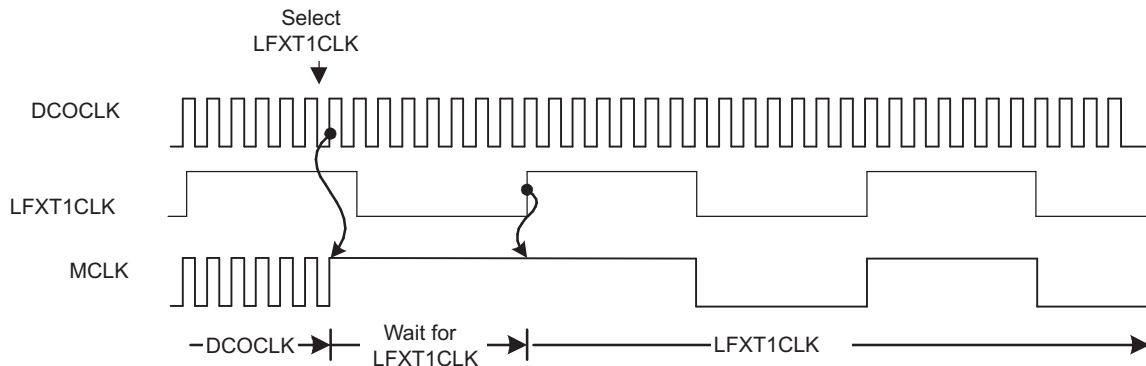 Select
LFXT1CLK
DCOCLK
LFXT1CLK
MCLK
DCOCLK
Wait for
LFXT1CLK
LFXT1CLK